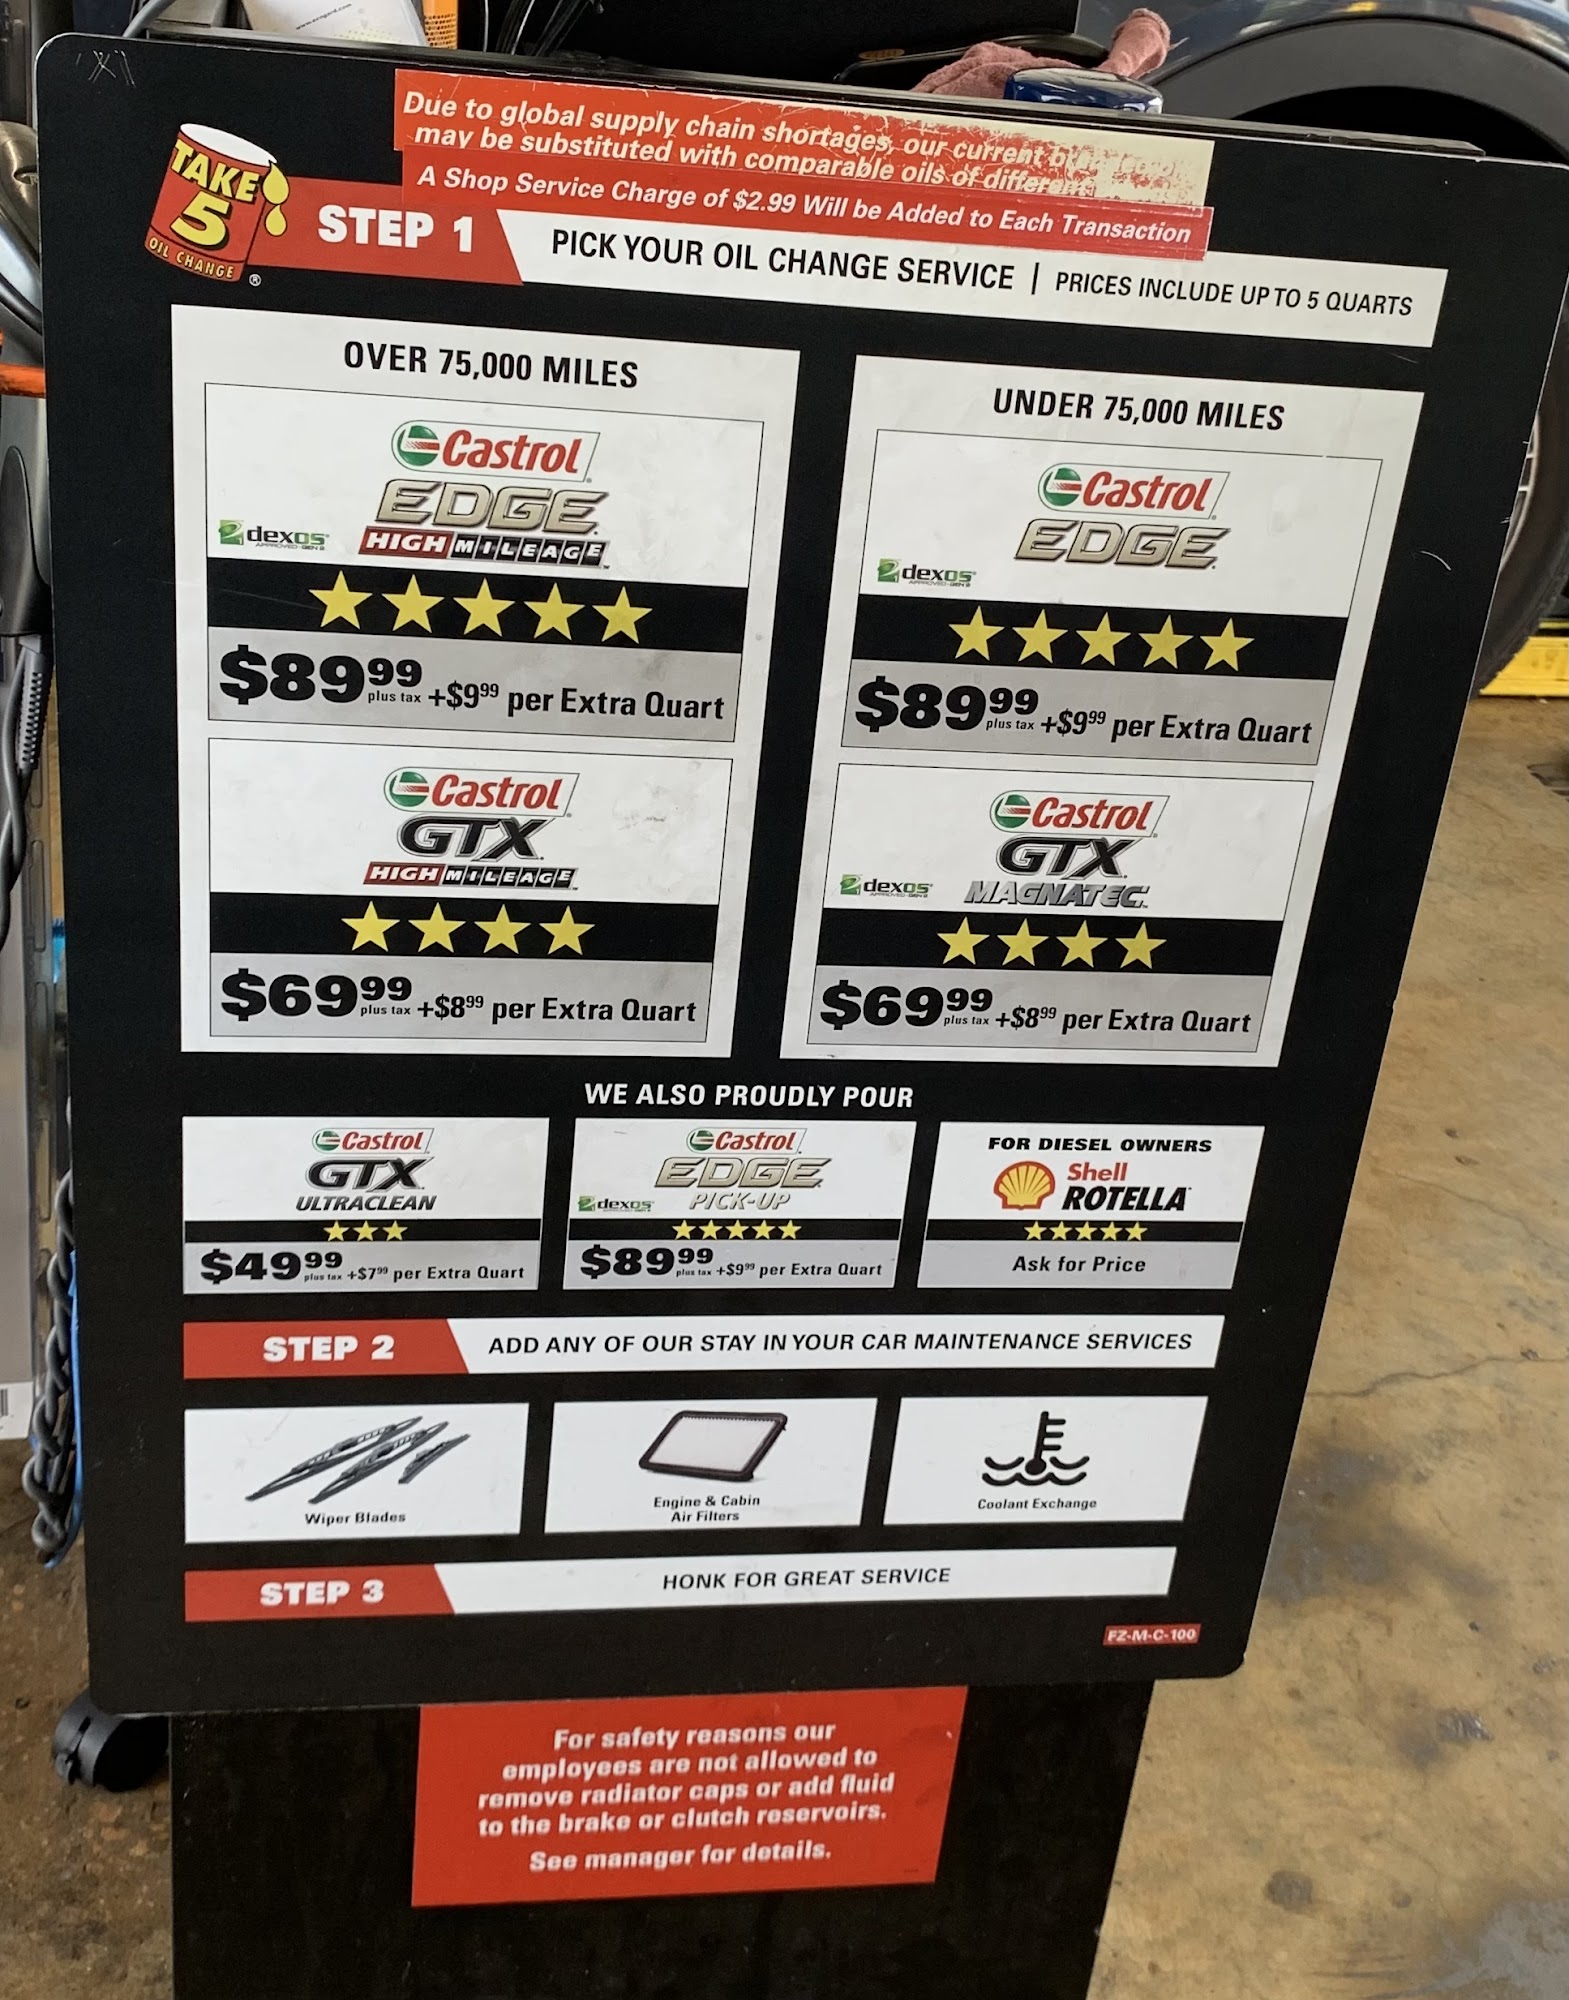 Due to global supply chain shortages, our current
may be substituted with comparable oils of
A Shop Service Charge of $2.99 Will be Added to Each Transaction
TAKE
5
OIL CHANGE
®
STEP 1
PICK YOUR OIL CHANGE SERVICE | PRICES INCLUDE UP TO 5 QUARTS
OVER 75,000 MILES
Castrol
EDGE
HIGH MILEAGE
dexos
$89.99 plus tax +$9.99 per Extra Quart
Castrol
GTX
HIGH MILEAGE
$69.99 plus tax +$8.99 per Extra Quart
UNDER 75,000 MILES
Castrol
EDGE
dexos
$89.99 plus tax +$9.99 per Extra Quart
Castrol
GTX
MAGNATEC
dexos
$69.99 plus tax +$8.99 per Extra Quart
WE ALSO PROUDLY POUR
Castrol
GTX
ULTRACLEAN
$49.99 plus tax +$7.99 per Extra Quart
Castrol
EDGE
PICK-UP
dexos
$89.99 plus tax +$9.99 per Extra Quart
FOR DIESEL OWNERS
Shell
ROTELLA
Ask for Price
STEP 2
ADD ANY OF OUR STAY IN YOUR CAR MAINTENANCE SERVICES
Wiper Blades
Engine & Cabin
Air Filters
Coolant Exchange
STEP 3
HONK FOR GREAT SERVICE
FZ-M-C-100
For safety reasons our
employees are not allowed to
remove radiator caps or add fluid
to the brake or clutch reservoirs.
See manager for details.